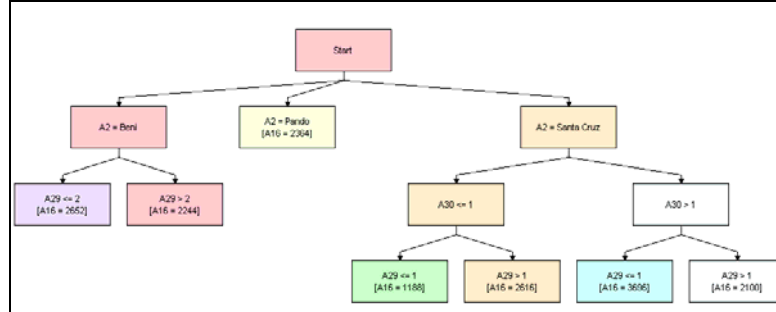 Start
A2 = Beni
A2 = Pando
[A16 = 2364]
A2 = Santa Cruz
A29 <= 2
[A16 = 2652]
A29 > 2
[A16 = 2244]
A30 <= 1
A30 > 1
A29 <= 1
[A16 = 1188]
A29 > 1
[A16 = 2616]
A29 <= 1
[A16 = 3696]
A29 > 1
[A16 = 2100]